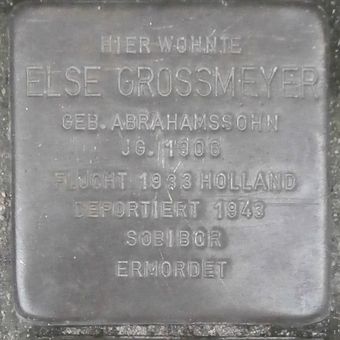 HIER WOHNTE
ELSE GROSSMEYER
GEB. ABRAHAMSSOHN
JG. 1906
FLUCHT 1933 HOLLAND
DEPORTIERT 1943
SOBIBOR
ERMORDET